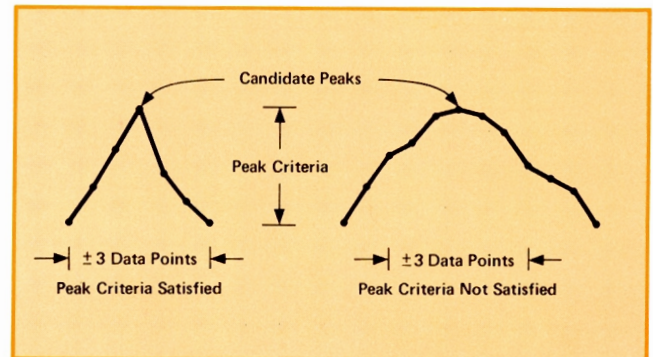 Candidate Peaks
Peak Criteria
±3 Data Points
Peak Criteria Satisfied
±3 Data Points
Peak Criteria Not Satisfied